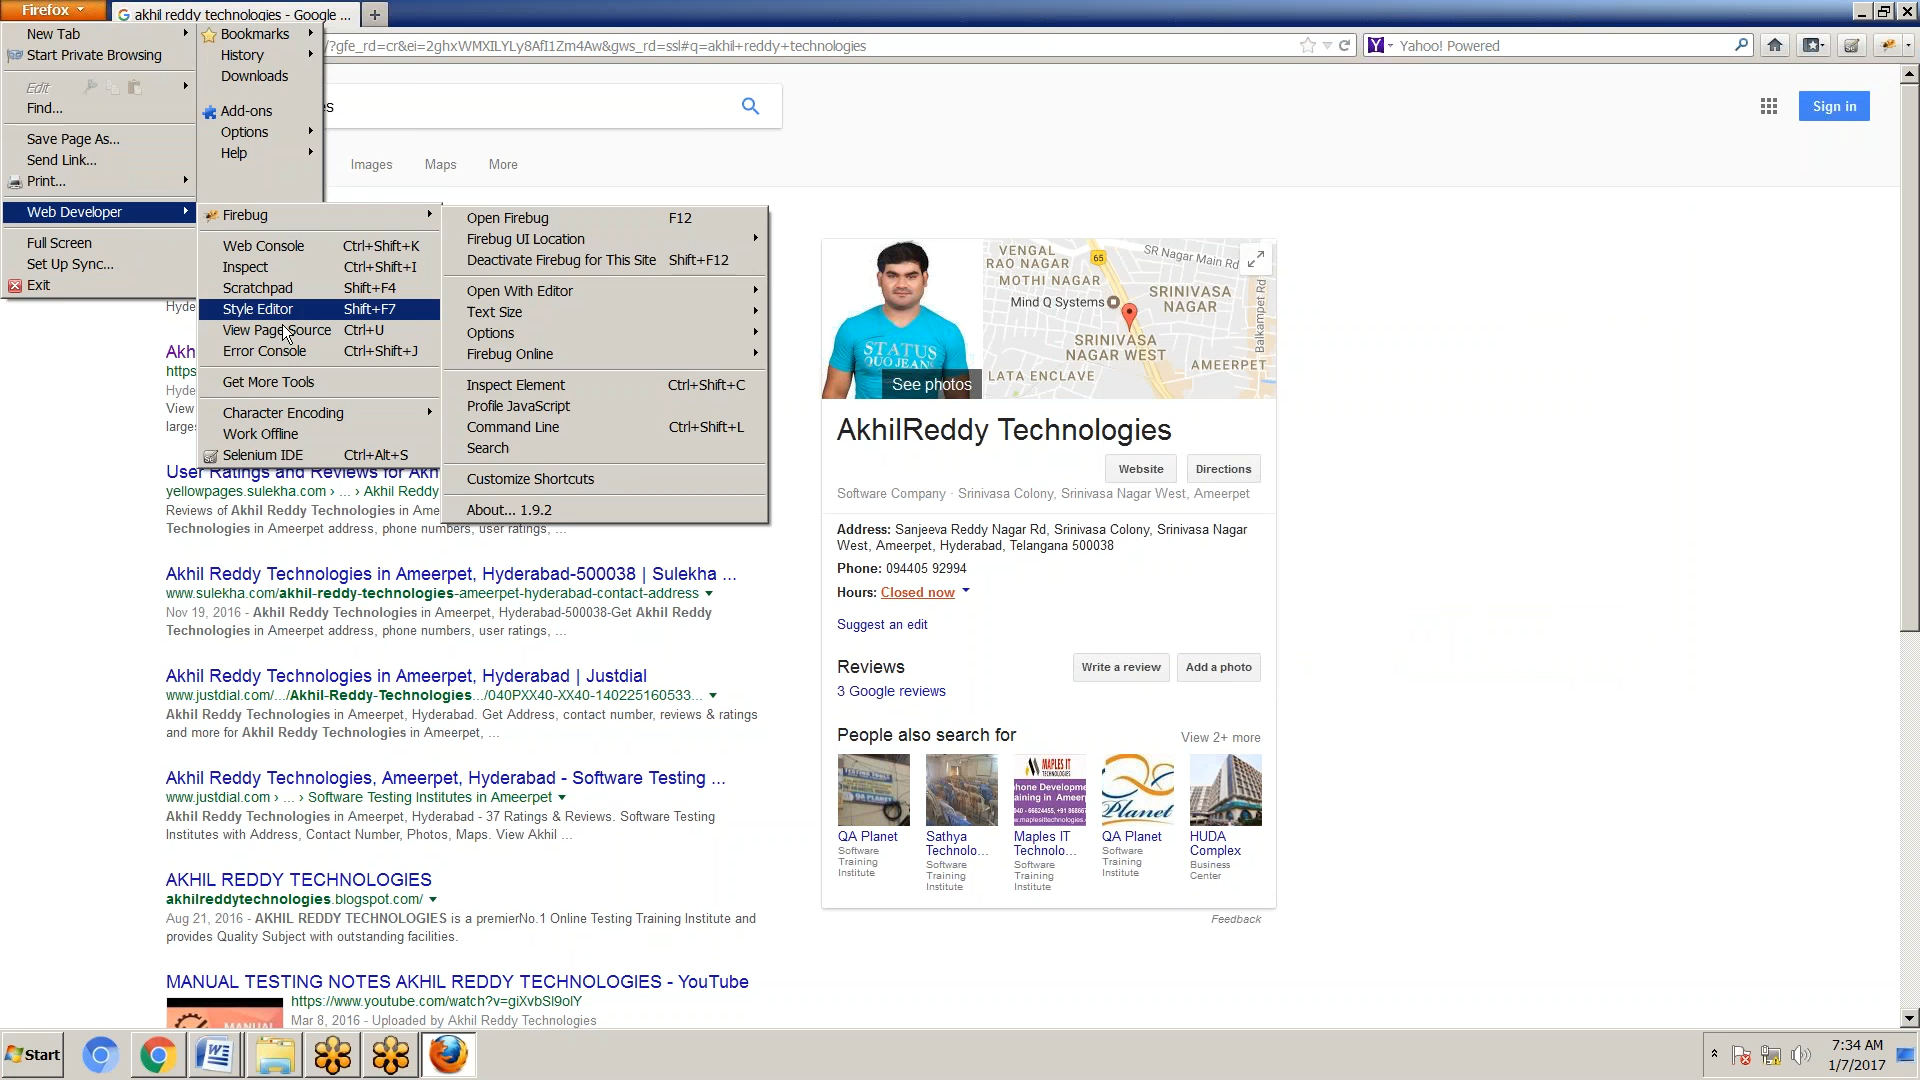 Firefox
akhil reddy technologies - Google ...
New Tab
Start Private Browsing
Edit
Find...
Save Page As...
Send Link...
Print...
Web Developer
Full Screen
Set Up Sync...
Exit
Bookmarks
History
Downloads
Add-ons
Options
Help
/?gfe_rd=cr&ei=2ghxWMXILYLy8AfI1Zm4Aw&gws_rd=ssl#q=akhil+reddy+technologies
Yahoo! Powered
es
Sign in
Images Maps More
Firebug
Web Console Ctrl+Shift+K
Inspect Ctrl+Shift+I
Scratchpad Shift+F4
Style Editor Shift+F7
View Page Source Ctrl+U
Error Console Ctrl+Shift+J
Get More Tools
Character Encoding
Work Offline
Selenium IDE Ctrl+Alt+S
Open Firebug F12
Firebug UI Location
Deactivate Firebug for This Site Shift+F12
Open With Editor
Text Size
Options
Firebug Online
Inspect Element Ctrl+Shift+C
Profile JavaScript
Command Line Ctrl+Shift+L
Search
Customize Shortcuts
About... 1.9.2
Hyde
Akh
https
Hyde
View
large
User Ratings and Reviews for Akh
yellowpages.sulekha.com › ... › Akhil Reddy
Reviews of Akhil Reddy Technologies in Ame
Technologies in Ameerpet address, phone numbers, user ratings, ...
Akhil Reddy Technologies in Ameerpet, Hyderabad-500038 | Sulekha ...
www.sulekha.com/akhil-reddy-technologies-ameerpet-hyderabad-contact-address
Nov 19, 2016 - Akhil Reddy Technologies in Ameerpet, Hyderabad-500038-Get Akhil Reddy
Technologies in Ameerpet address, phone numbers, user ratings, ...
Akhil Reddy Technologies in Ameerpet, Hyderabad | Justdial
www.justdial.com/.../Akhil-Reddy-Technologies.../040PXX40-XX40-140225160533...
Akhil Reddy Technologies in Ameerpet, Hyderabad. Get Address, contact number, reviews & ratings
and more for Akhil Reddy Technologies in Ameerpet, ...
Akhil Reddy Technologies, Ameerpet, Hyderabad - Software Testing ...
www.justdial.com › ... › Software Testing Institutes in Ameerpet
Akhil Reddy Technologies in Ameerpet, Hyderabad - 37 Ratings & Reviews. Software Testing
Institutes with Address, Contact Number, Photos, Maps. View Akhil ...
AKHIL REDDY TECHNOLOGIES
akhilreddytechnologies.blogspot.com/
Aug 21, 2016 - AKHIL REDDY TECHNOLOGIES is a premierNo.1 Online Testing Training Institute and
provides Quality Subject with outstanding facilities.
MANUAL TESTING NOTES AKHIL REDDY TECHNOLOGIES - YouTube
https://www.youtube.com/watch?v=giXvbSl9olY
Mar 8, 2016 - Uploaded by Akhil Reddy Technologies
MANUAL
STATUS
QUO JEANS
See photos
VENGAL
RAO NAGAR
MOTHI NAGAR
65
SR Nagar Main Rd
Mind Q Systems
SRINIVASA
NAGAR
SRINIVASA
NAGAR WEST
Balkampet Rd
LATA ENCLAVE
AMEERPET
AkhilReddy Technologies
Website Directions
Software Company · Srinivasa Colony, Srinivasa Nagar West, Ameerpet
Address: Sanjeeva Reddy Nagar Rd, Srinivasa Colony, Srinivasa Nagar
West, Ameerpet, Hyderabad, Telangana 500038
Phone: 094405 92994
Hours: Closed now
Suggest an edit
Reviews Write a review Add a photo
3 Google reviews
People also search for View 2+ more
MAPLES IT
TECHNOLOGIES
Planet
QA Planet
Software
Training
Institute
Sathya
Technolo...
Software
Training
Institute
Maples IT
Technolo...
Software
Training
Institute
QA Planet
Software
Training
Institute
HUDA
Complex
Business
Center
Feedback
Start
7:34 AM
1/7/2017